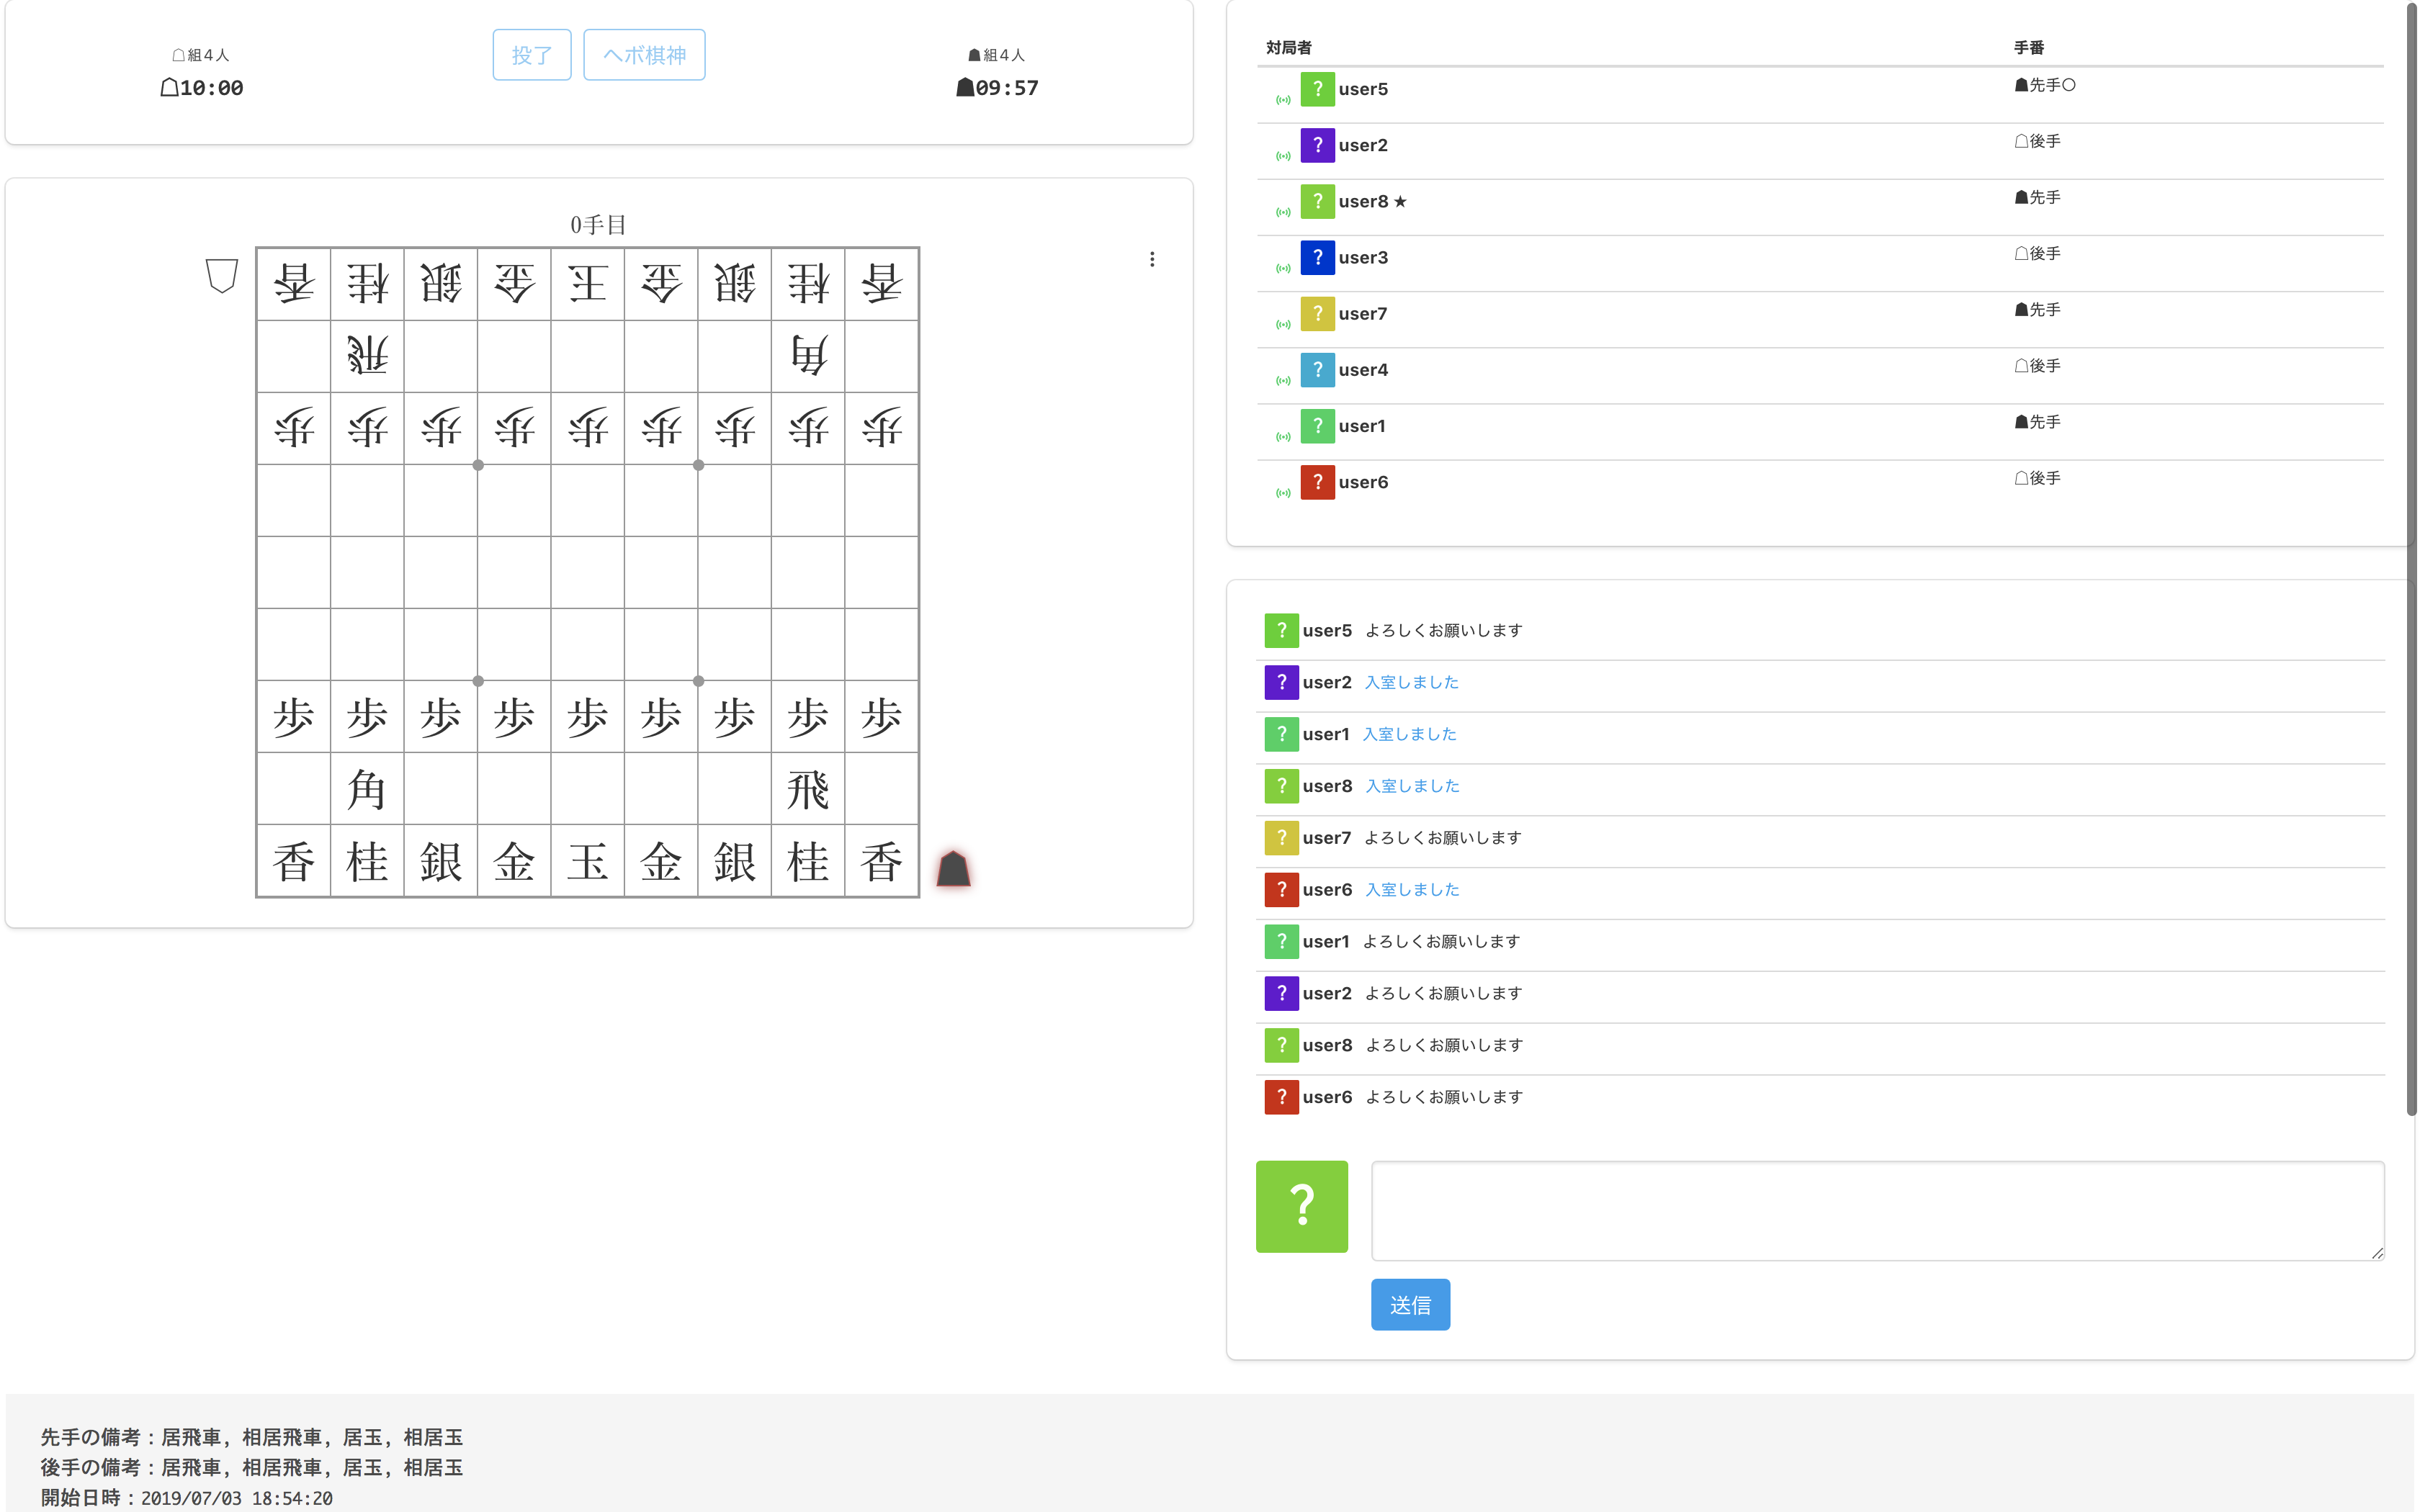 ☖組4人
☖10:00
投了
ヘボ棋神
☗組4人
☗09:57
0手目
香桂銀金王金銀桂香
飛角
歩歩歩歩歩歩歩歩歩
歩歩歩歩歩歩歩歩歩
角飛
香桂銀金玉金銀桂香
対局者 手番
? user5 ☗先手○
? user2 ☖後手
? user8 ★ ☗先手
? user3 ☖後手
? user7 ☗先手
? user4 ☖後手
? user1 ☗先手
? user6 ☖後手
? user5 よろしくお願いします
? user2 入室しました
? user1 入室しました
? user8 入室しました
? user7 よろしくお願いします
? user6 入室しました
? user1 よろしくお願いします
? user2 よろしくお願いします
? user8 よろしくお願いします
? user6 よろしくお願いします
?
送信
先手の備考：居飛車, 相居飛車, 居玉, 相居玉
後手の備考：居飛車, 相居飛車, 居玉, 相居玉
開始日時：2019/07/03 18:54:20